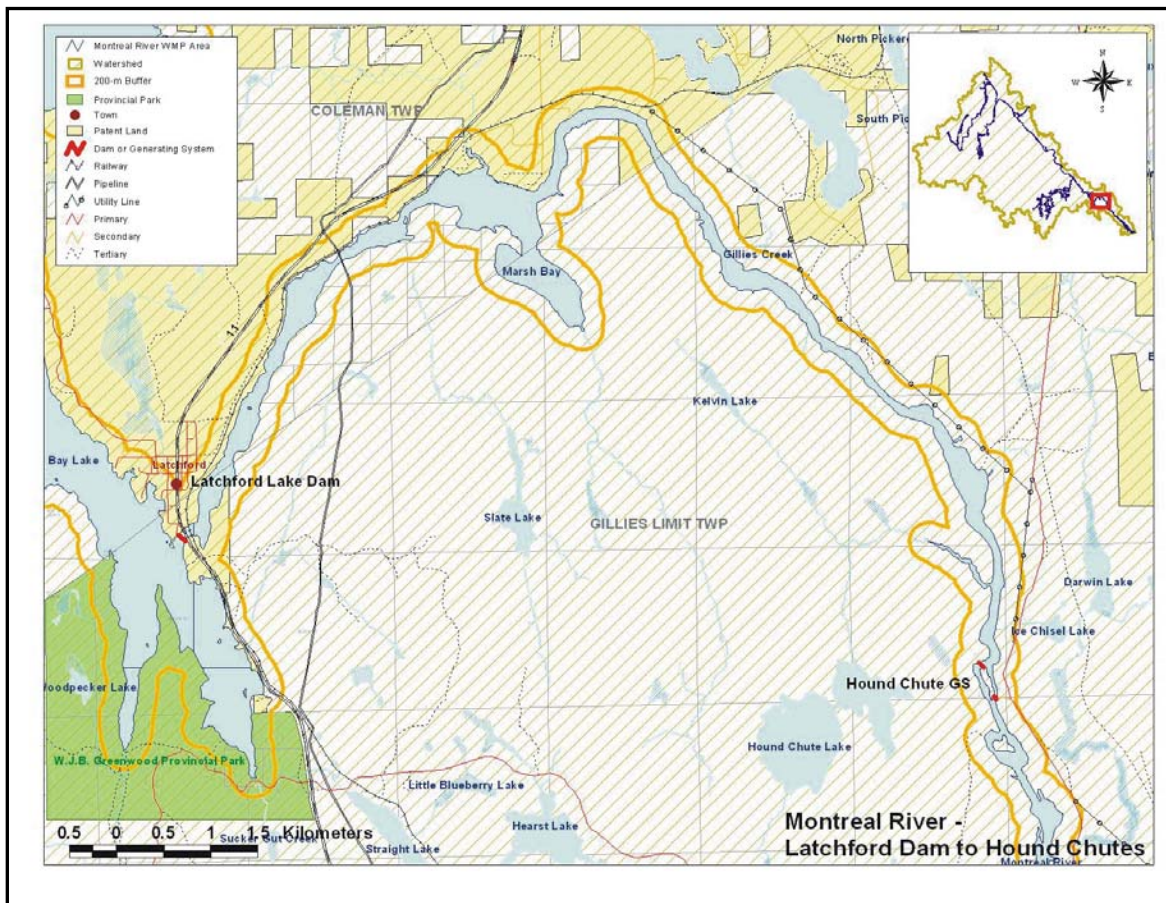 Montreal River WMP Area
Watershed
200-m Buffer
Provincial Park
Town
Patent Land
Dam or Generating System
Railway
Pipeline
Utility Line
Primary
Secondary
Tertiary
North Picker
N
W E
S
COLEMAN TWP
South Pic
Marsh Bay
Gillies Creek
11
Kelvin Lake
Bay Lake
Latchford
Latchford Lake Dam
Slate Lake
GILLIES LIMIT TWP
Darwin Lake
Ice Chisel Lake
Hound Chute GS
oodpecker Lake
Hound Chute Lake
W.J.B. Greenwood Provincial Park
Little Blueberry Lake
0.5 0 0.5 1 1.5 Kilometers
Hearst Lake
Sucker Gut Creek
Straight Lake
Montreal River -
Latchford Dam to Hound Chutes
Montreal River